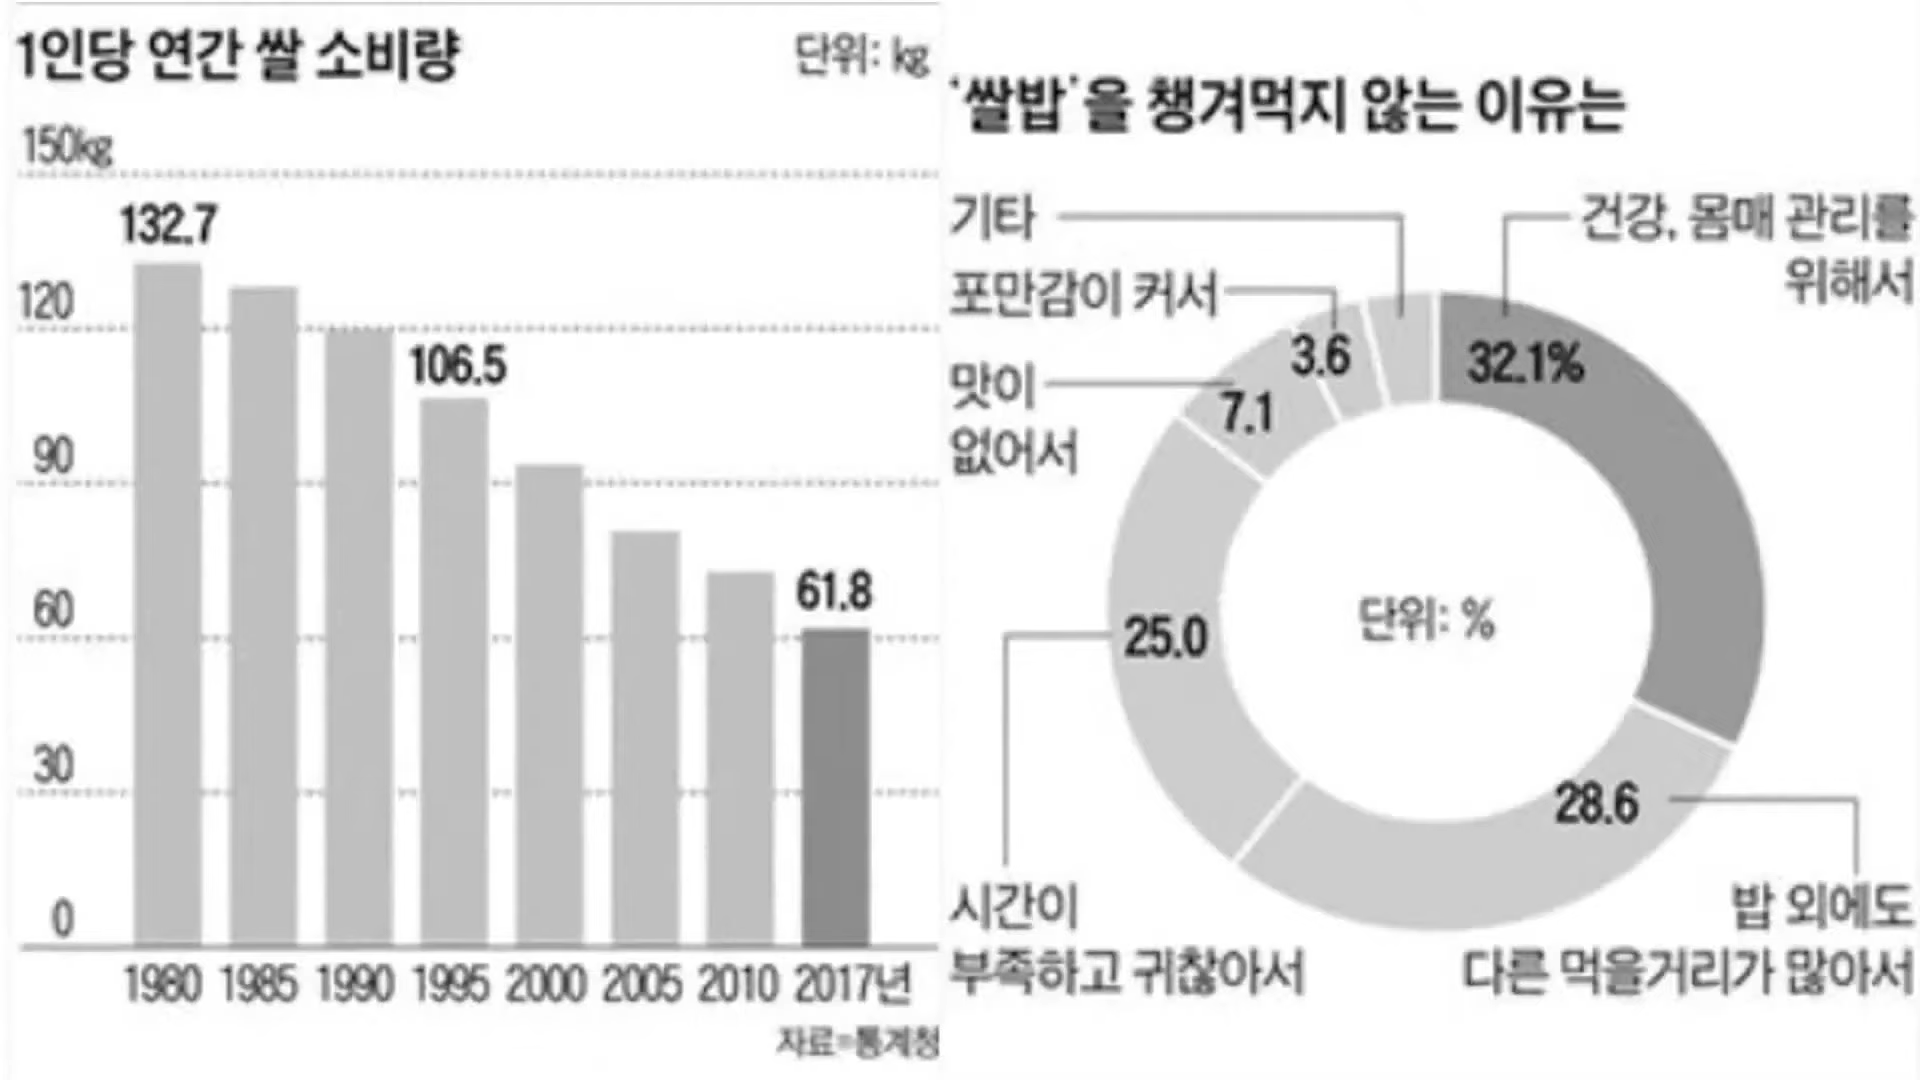 1인당 연간 쌀 소비량
단위: kg
150kg
132.7
120
106.5
90
61.8
60
30
0
1980 1985 1990 1995 2000 2005 2010 2017년
자료=통계청
'쌀밥'을 챙겨먹지 않는 이유는
기타
건강, 몸매 관리를
위해서
포만감이 커서
3.6
32.1%
맛이
없어서
7.1
단위: %
25.0
28.6
시간이
부족하고 귀찮아서
밥 외에도
다른 먹을거리가 많아서